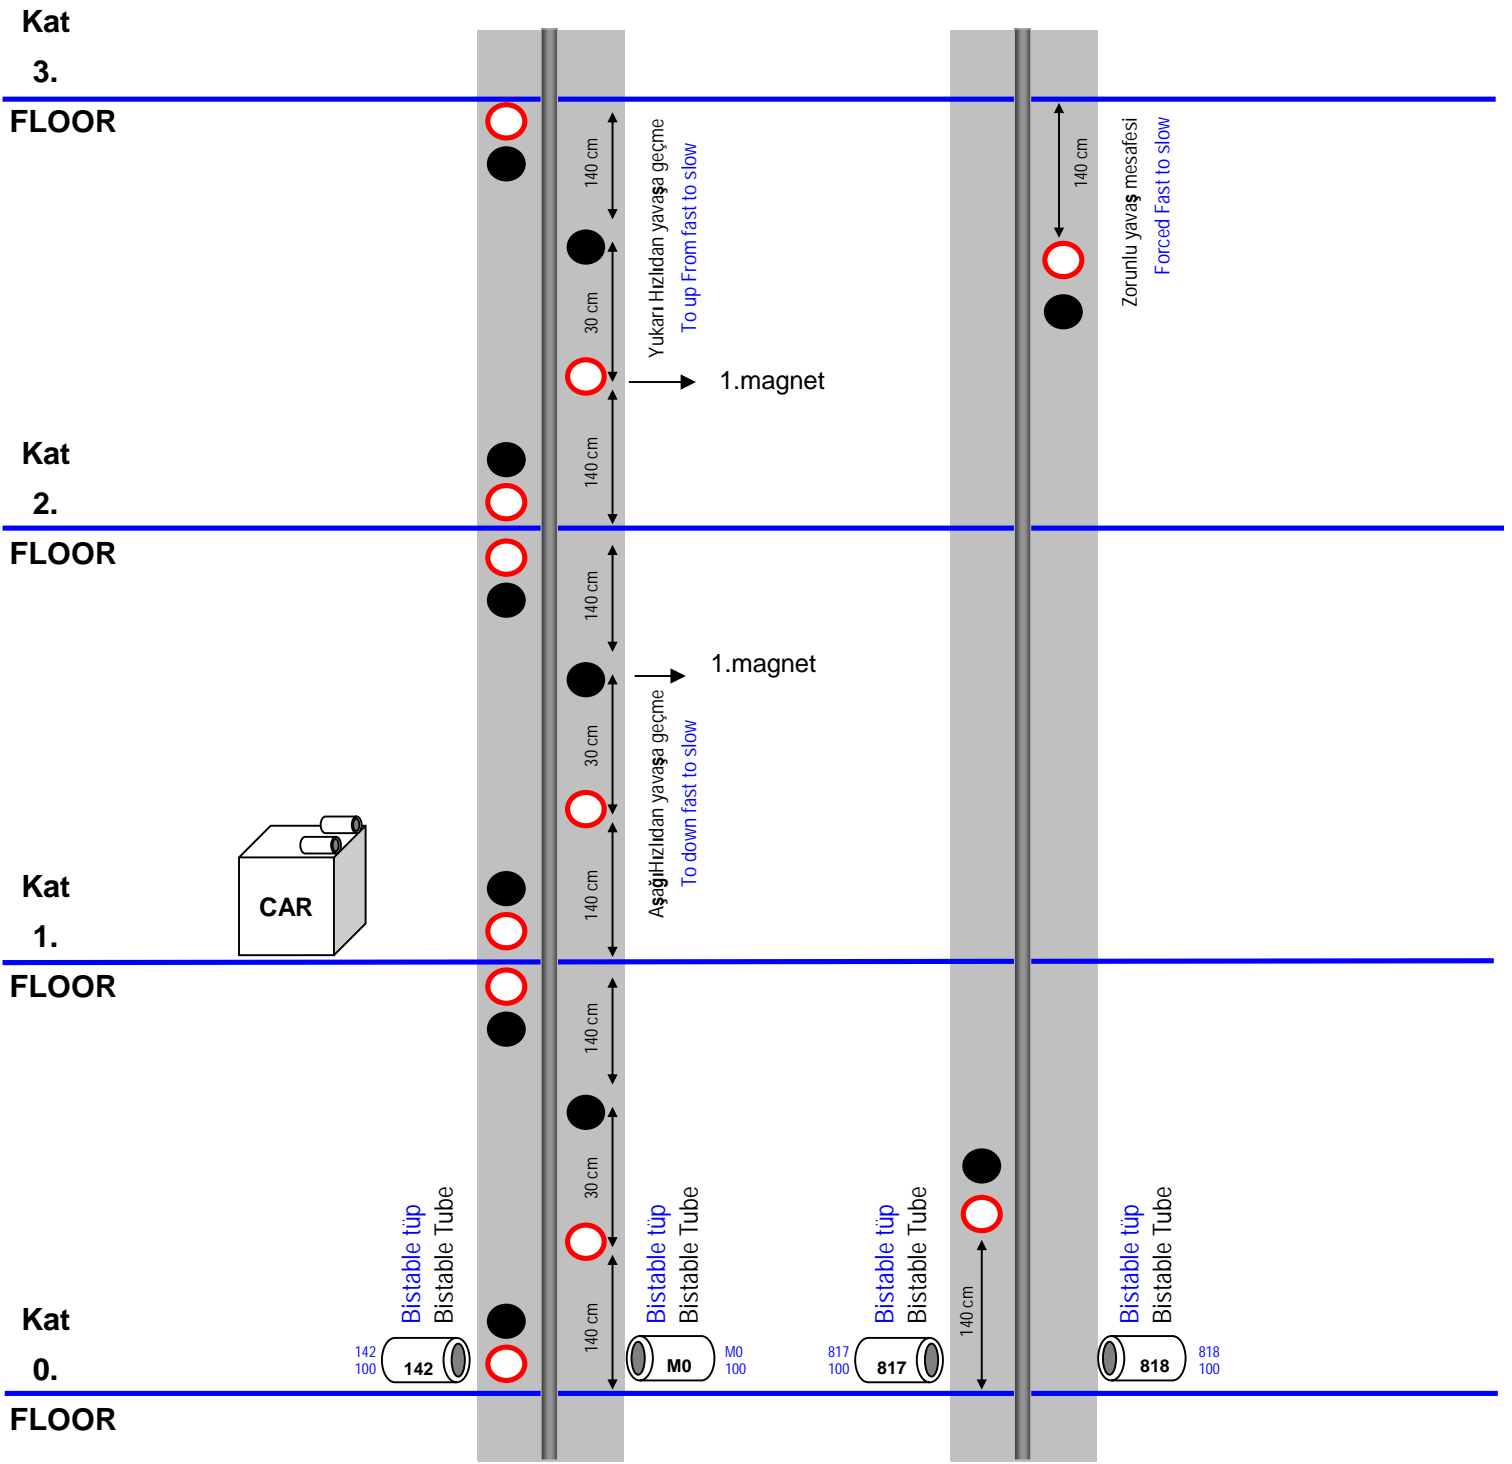 Kat
3.
FLOOR
140 cm
30 cm
140 cm
Yukarı Hızlıdan yavaşa geçme
To up From fast to slow
1.magnet
140 cm
Zorunlu yavaş mesafesi
Forced Fast to slow
Kat
2.
FLOOR
140 cm
30 cm
140 cm
1.magnet
AşağıHızlıdan yavaşa geçme
To down fast to slow
CAR
Kat
1.
FLOOR
140 cm
30 cm
140 cm
Bistable tüp
Bistable Tube
142
100
142
Bistable tüp
Bistable Tube
M0
M0
100
Bistable tüp
Bistable Tube
817
100
817
140 cm
Bistable tüp
Bistable Tube
818
818
100
Kat
0.
FLOOR